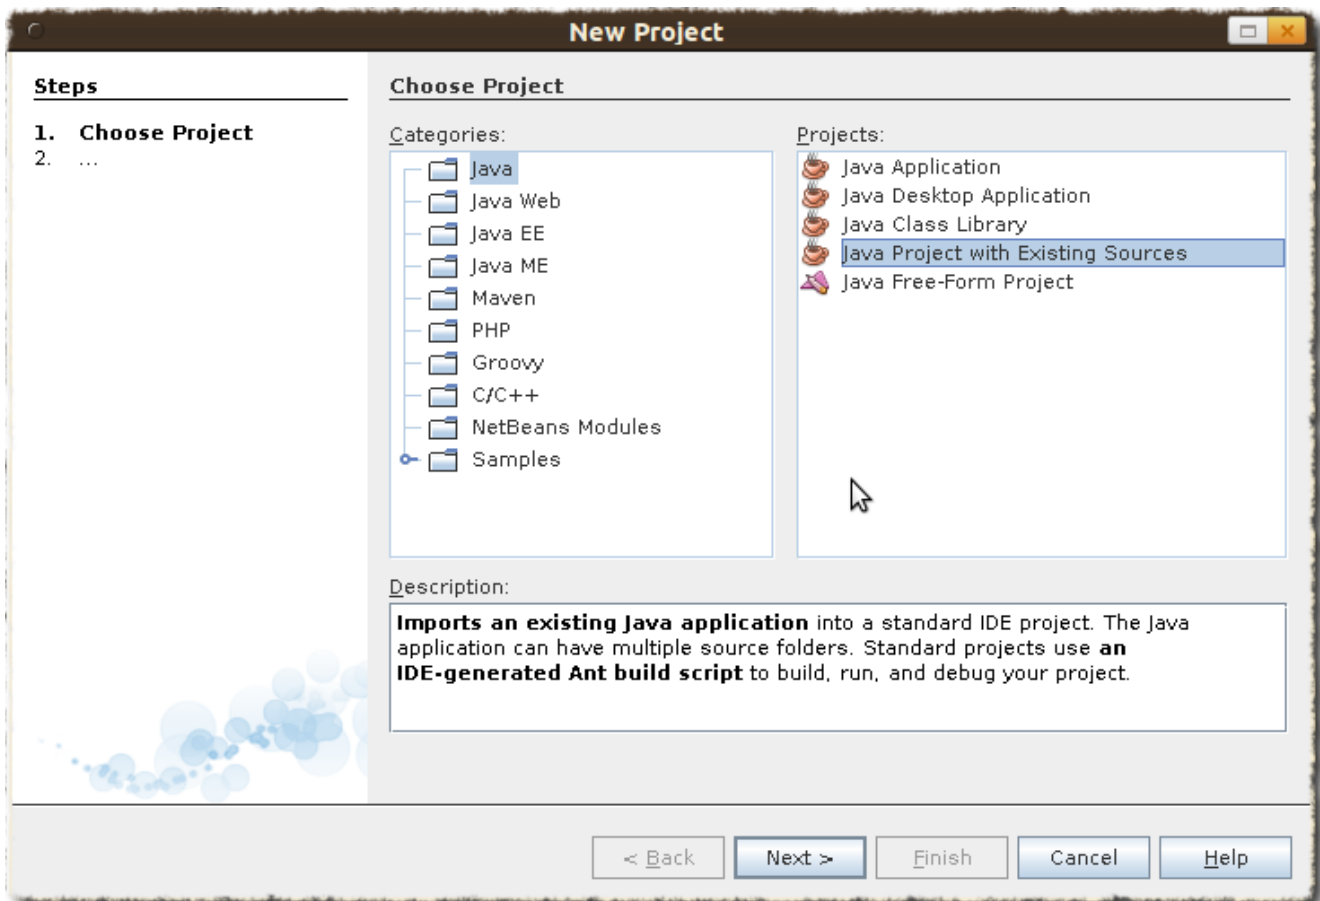 New Project
Steps
1. Choose Project
2. ...
Choose Project
Categories:
Java
Java Web
Java EE
Java ME
Maven
PHP
Groovy
C/C++
NetBeans Modules
Samples
Projects:
Java Application
Java Desktop Application
Java Class Library
Java Project with Existing Sources
Java Free-Form Project
Description:
Imports an existing Java application into a standard IDE project. The Java
application can have multiple source folders. Standard projects use an
IDE-generated Ant build script to build, run, and debug your project.
< Back Next > Finish Cancel Help